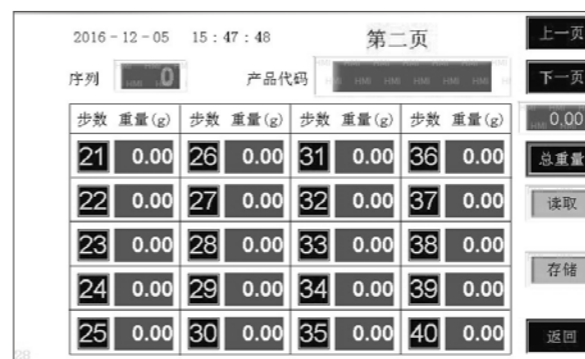 2016-12-05 15:47:48 第二页 上一页
序列 0 产品代码 下一页
步数 重量(g) 步数 重量(g) 步数 重量(g) 步数 重量(g) 0.00
21 0.00 26 0.00 31 0.00 36 0.00 总重量
22 0.00 27 0.00 32 0.00 37 0.00 读取
23 0.00 28 0.00 33 0.00 38 0.00
24 0.00 29 0.00 34 0.00 39 0.00 存储
25 0.00 30 0.00 35 0.00 40 0.00 返回
28